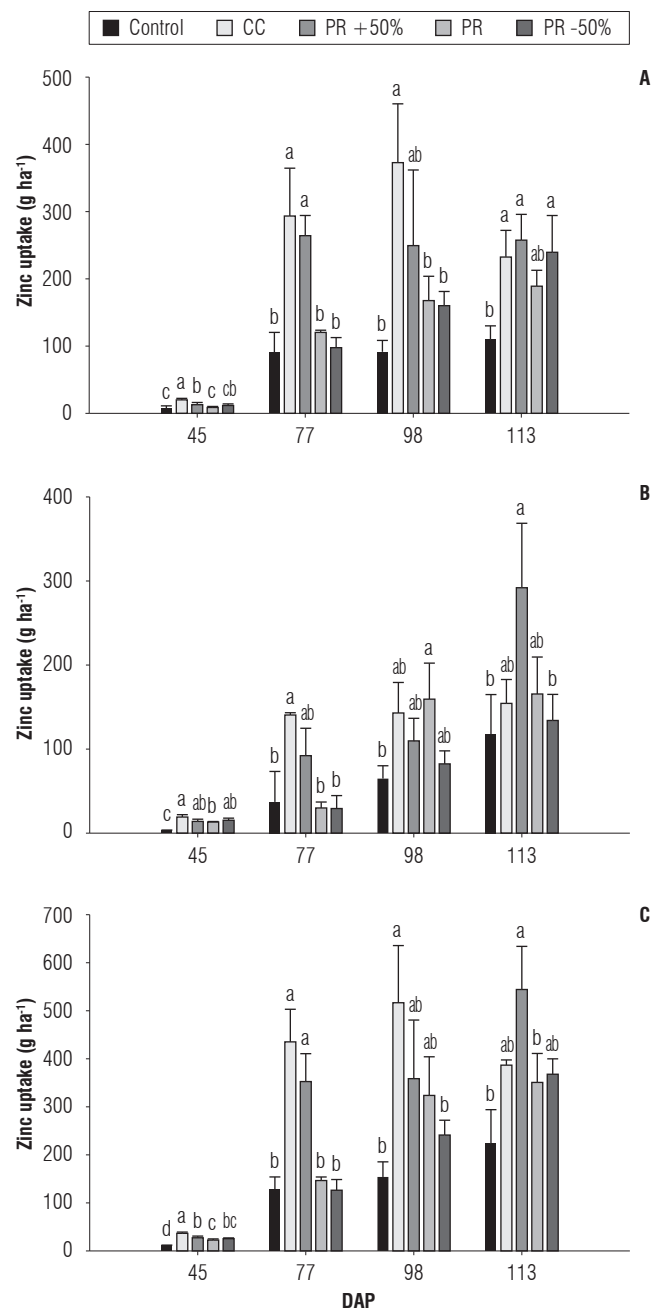 Control CC PR +50% PR PR -50%
A
500
400
300
200
100
0
Zinc uptake (g ha⁻¹)
c a b c cb
b a a b b
b a ab b b
b a a ab a
45 77 98 113
B
400
300
200
100
0
Zinc uptake (g ha⁻¹)
c a ab b ab
b a ab b b
b ab ab a ab
b ab a ab b
45 77 98 113
C
700
600
500
400
300
200
100
0
Zinc uptake (g ha⁻¹)
d a b c bc
b a a b b
b a ab ab b
b ab a b ab
45 77 98 113
DAP